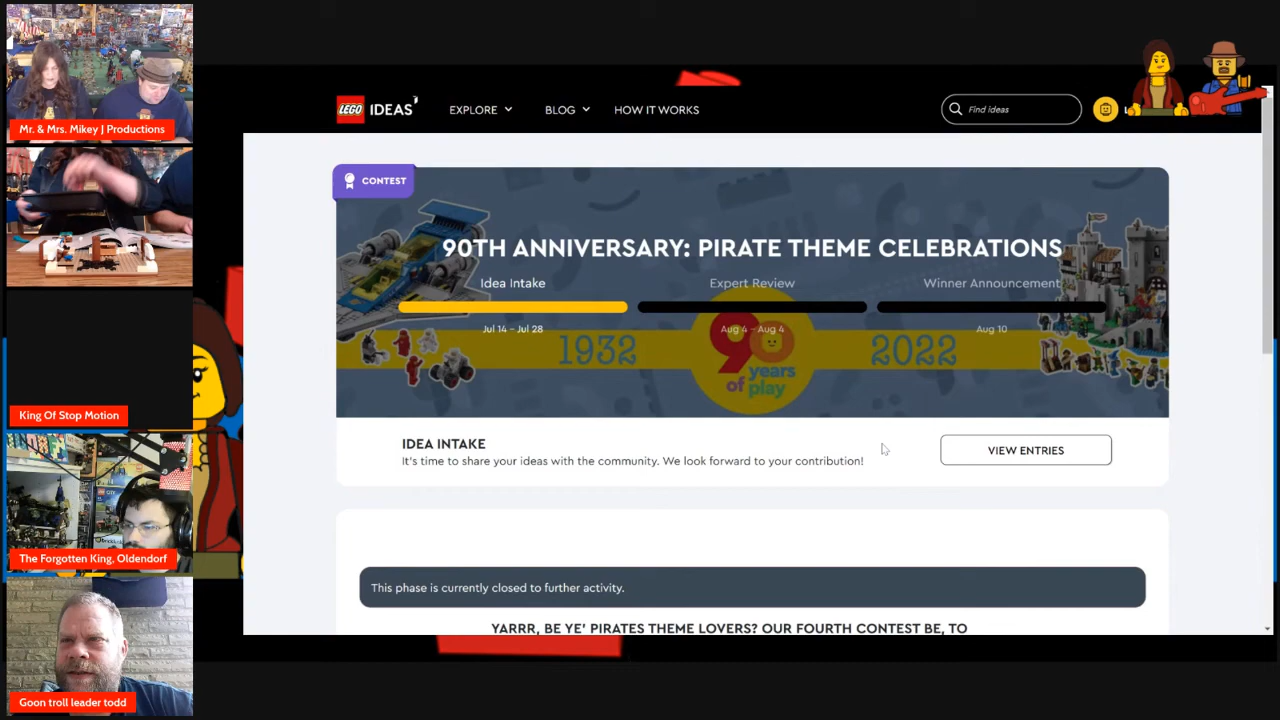 Mr. & Mrs. Mikey | Productions
King Of Stop Motion
The Forgotten King, Oldendorf
Goon troll leader todd
LEGO IDEAS
EXPLORE
BLOG
HOW IT WORKS
Find ideas
CONTEST
90TH ANNIVERSARY: PIRATE THEME CELEBRATIONS
Idea Intake
Expert Review
Winner Announcement
Jul 14 – Jul 28
Aug 4 – Aug 4
Aug 10
1932
90
years
of play
2022
IDEA INTAKE
It's time to share your ideas with the community. We look forward to your contribution!
VIEW ENTRIES
This phase is currently closed to further activity.
YARRR, BE YE' PIRATES THEME LOVERS? OUR FOURTH CONTEST BE, TO